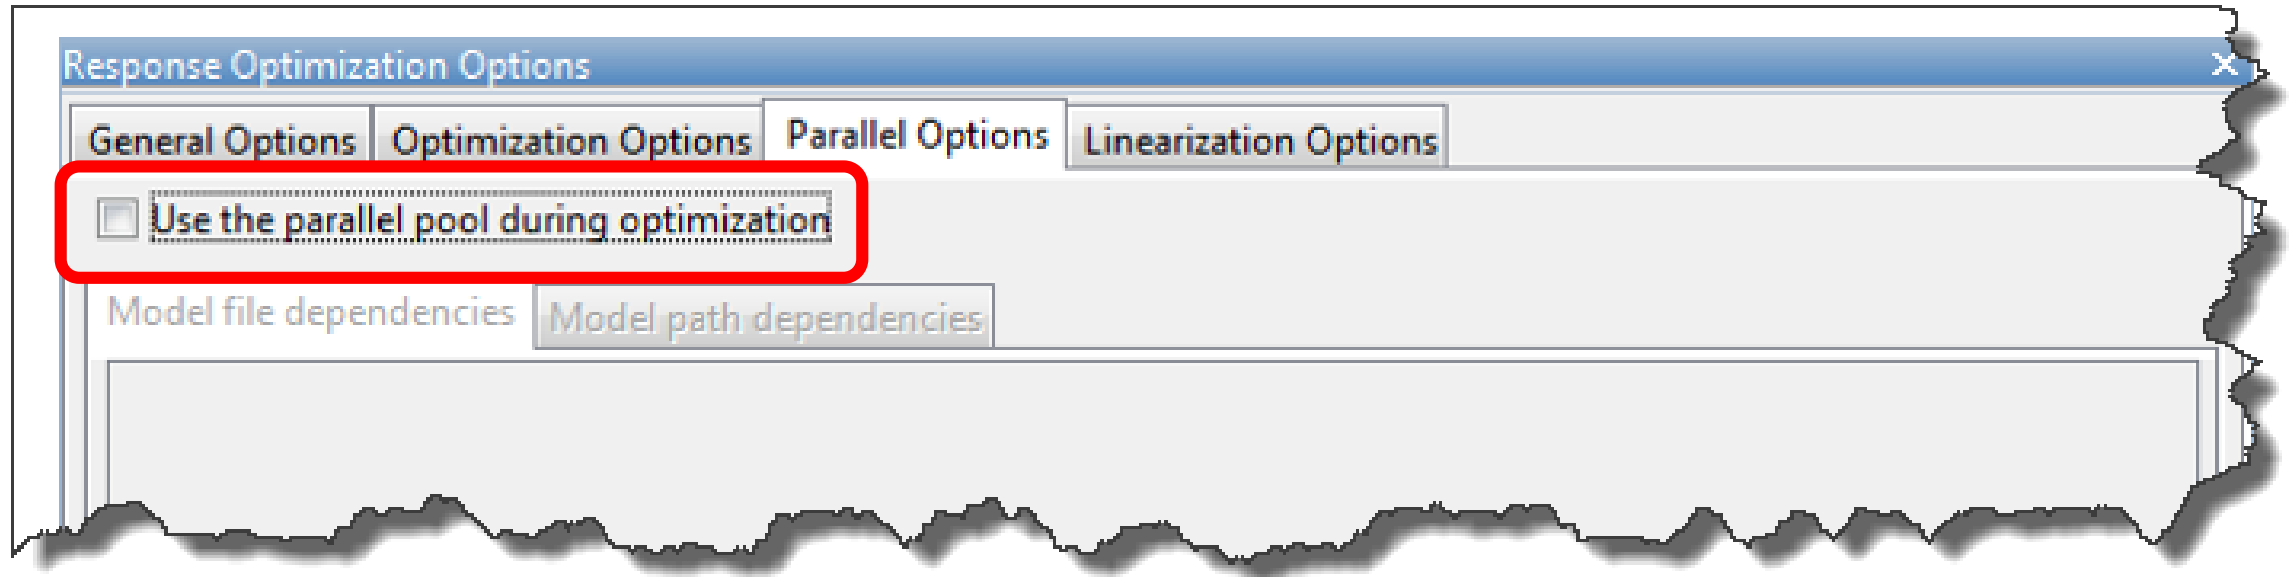 Response Optimization Options
General Options Optimization Options Parallel Options Linearization Options
Use the parallel pool during optimization
Model file dependencies Model path dependencies